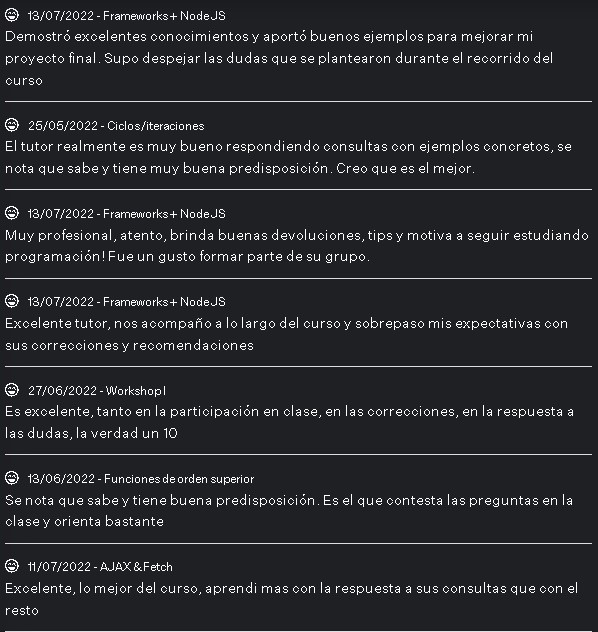 13/07/2022 - Frameworks + NodeJS
Demostró excelentes conocimientos y aportó buenos ejemplos para mejorar mi
proyecto final. Supo despejar las dudas que se plantearon durante el recorrido del
curso
25/05/2022 - Ciclos/iteraciones
El tutor realmente es muy bueno respondiendo consultas con ejemplos concretos, se
nota que sabe y tiene muy buena predisposición. Creo que es el mejor.
13/07/2022 - Frameworks + NodeJS
Muy profesional, atento, brinda buenas devoluciones, tips y motiva a seguir estudiando
programación! Fue un gusto formar parte de su grupo.
13/07/2022 - Frameworks + NodeJS
Excelente tutor, nos acompaño a lo largo del curso y sobrepaso mis expectativas con
sus correcciones y recomendaciones
27/06/2022 - Workshop I
Es excelente, tanto en la participación en clase, en las correcciones, en la respuesta a
las dudas, la verdad un 10
13/06/2022 - Funciones de orden superior
Se nota que sabe y tiene buena predisposición. Es el que contesta las preguntas en la
clase y orienta bastante
11/07/2022 - AJAX & Fetch
Excelente, lo mejor del curso, aprendi mas con la respuesta a sus consultas que con el
resto